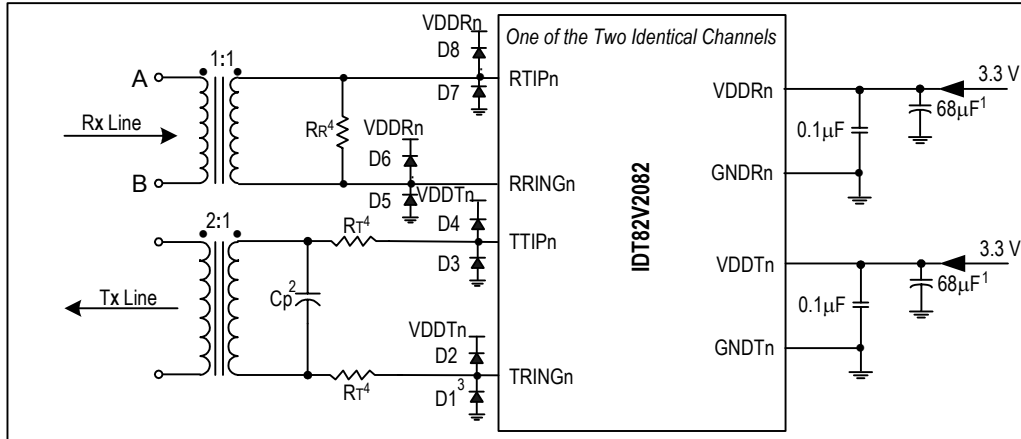 One of the Two Identical Channels
IDT82V2082
A
B
1:1
Rx Line
RR4
VDDRn
D8
D7
RTIPn
VDDRn
D6
D5
RRINGn
2:1
Tx Line
Cp2
RT4
RT4
VDDTn
D4
D3
TTIPn
VDDTn
D2
D13
TRINGn
VDDRn
0.1µF
68µF1
3.3 V
GNDRn
VDDTn
0.1µF
68µF1
3.3 V
GNDTn